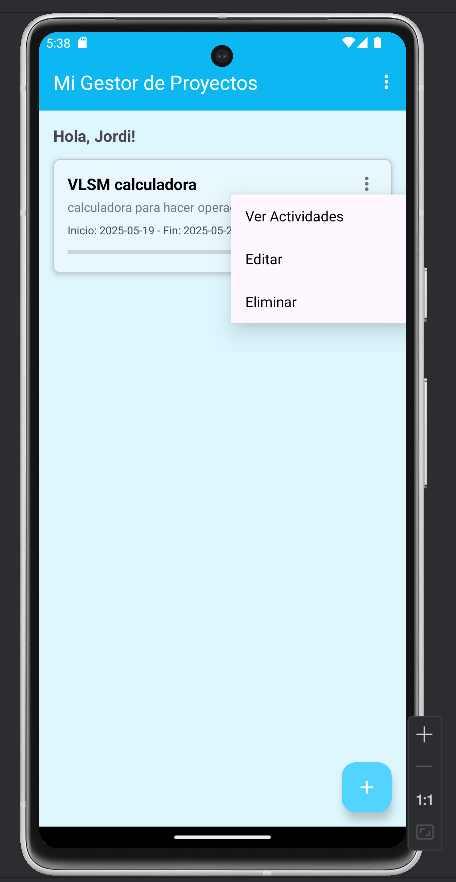 5:38
Mi Gestor de Proyectos
Hola, Jordi!
VLSM calculadora
calculadora para hacer opera
Inicio: 2025-05-19 - Fin: 2025-05-2
Ver Actividades
Editar
Eliminar
+
1:1